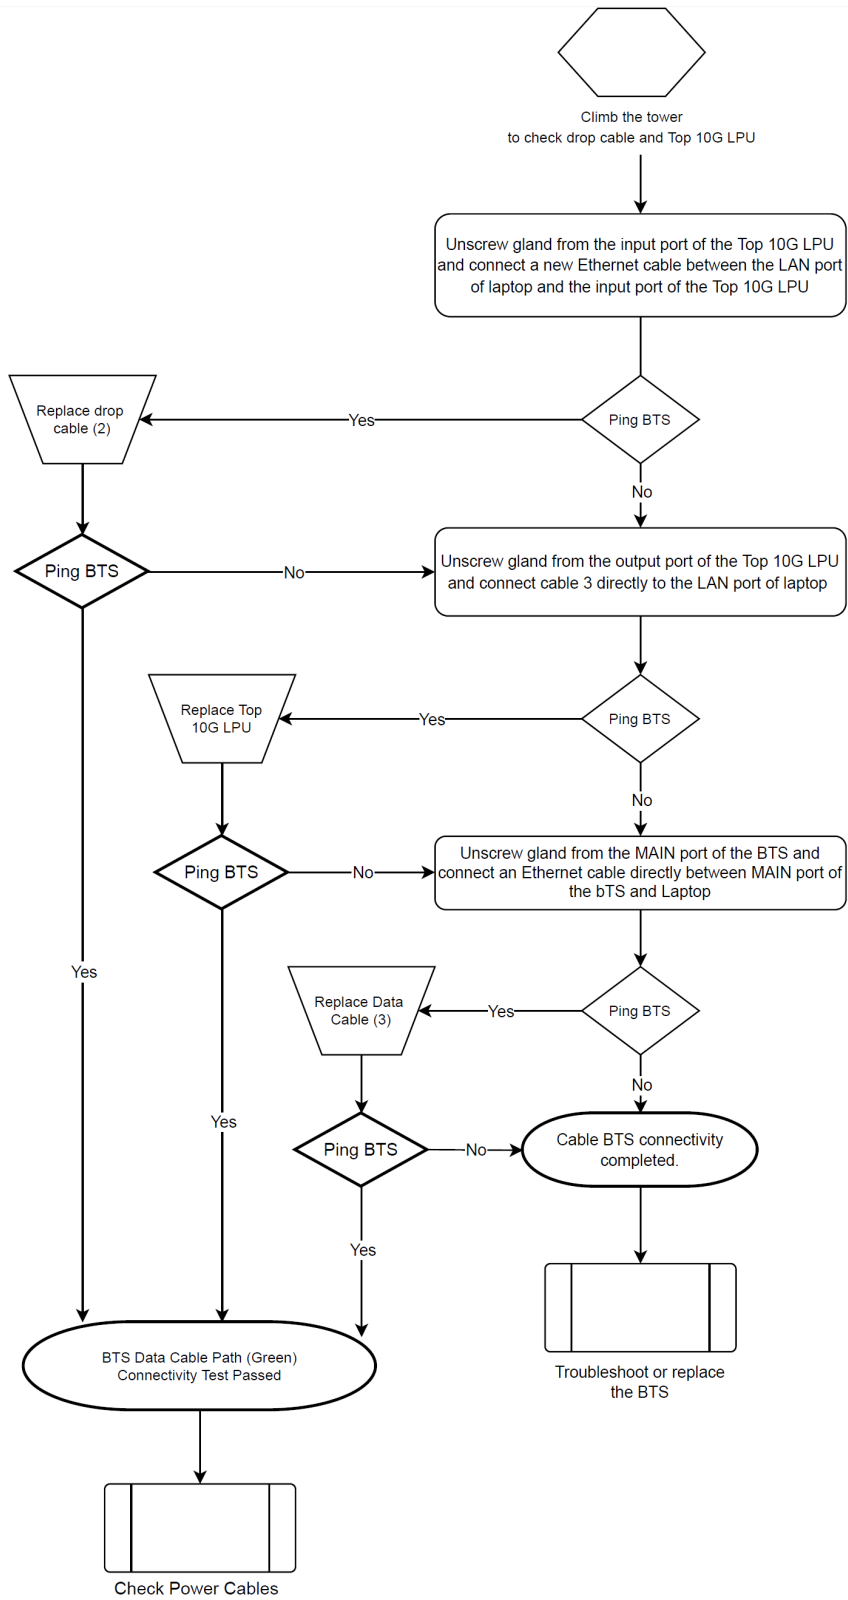 Climb the tower
to check drop cable and Top 10G LPU
Unscrew gland from the input port of the Top 10G LPU
and connect a new Ethernet cable between the LAN port
of laptop and the input port of the Top 10G LPU
Replace drop
cable (2)
Yes
Ping BTS
No
Ping BTS
No
Unscrew gland from the output port of the Top 10G LPU
and connect cable 3 directly to the LAN port of laptop
Replace Top
10G LPU
Yes
Ping BTS
No
Ping BTS
No
Unscrew gland from the MAIN port of the BTS and
connect an Ethernet cable directly between MAIN port of
the bTS and Laptop
Yes
Replace Data
Cable (3)
Yes
Ping BTS
No
Yes
Ping BTS
No
Cable BTS connectivity
completed.
Yes
BTS Data Cable Path (Green)
Connectivity Test Passed
Troubleshoot or replace
the BTS
Check Power Cables